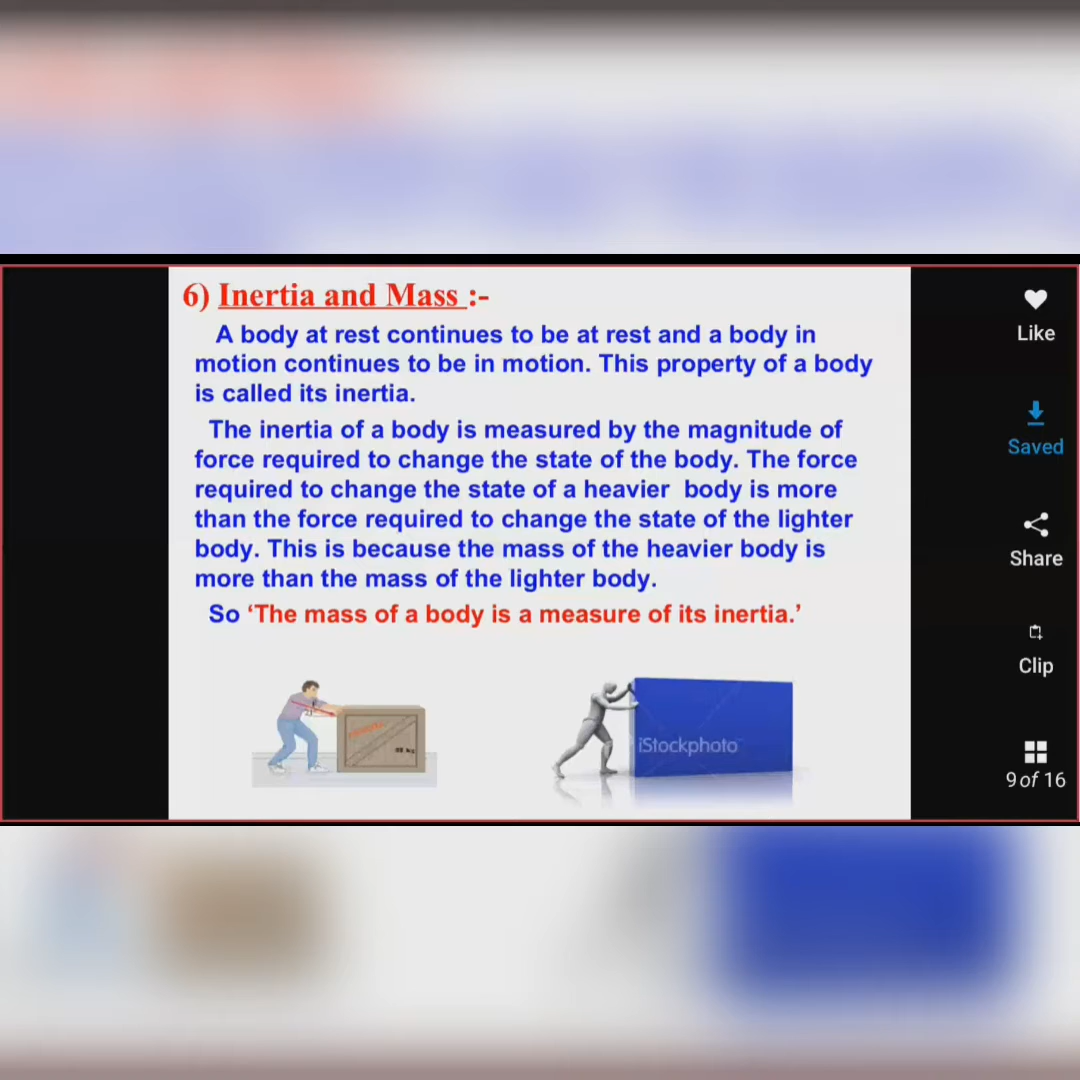 6) Inertia and Mass :-
A body at rest continues to be at rest and a body in
motion continues to be in motion. This property of a body
is called its inertia.
The inertia of a body is measured by the magnitude of
force required to change the state of the body. The force
required to change the state of a heavier body is more
than the force required to change the state of the lighter
body. This is because the mass of the heavier body is
more than the mass of the lighter body.
So ‘The mass of a body is a measure of its inertia.’
iStockphoto
Like
Saved
Share
Clip
9 of 16